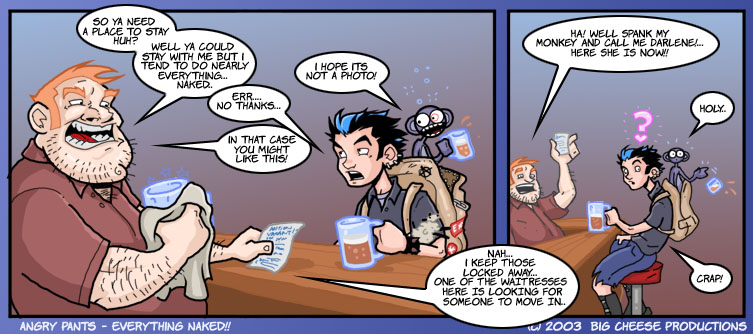 SO YA NEED
A PLACE TO STAY
HUH?
WELL YA COULD
STAY WITH ME BUT I
TEND TO DO NEARLY
EVERYTHING...
NAKED..
ERR....
NO THANKS...
I HOPE ITS
NOT A PHOTO!
IN THAT CASE
YOU MIGHT
LIKE THIS!
NAH...
I KEEP THOSE
LOCKED AWAY...
ONE OF THE WAITRESSES
HERE IS LOOKING FOR
SOMEONE TO MOVE IN..
HA! WELL SPANK MY
MONKEY AND CALL ME DARLENE!...
HERE SHE IS NOW!!
?
HOLY..
CRAP!
ANGRY PANTS - EVERYTHING NAKED!!
(C) 2003 BIG CHEESE PRODUCTIONS